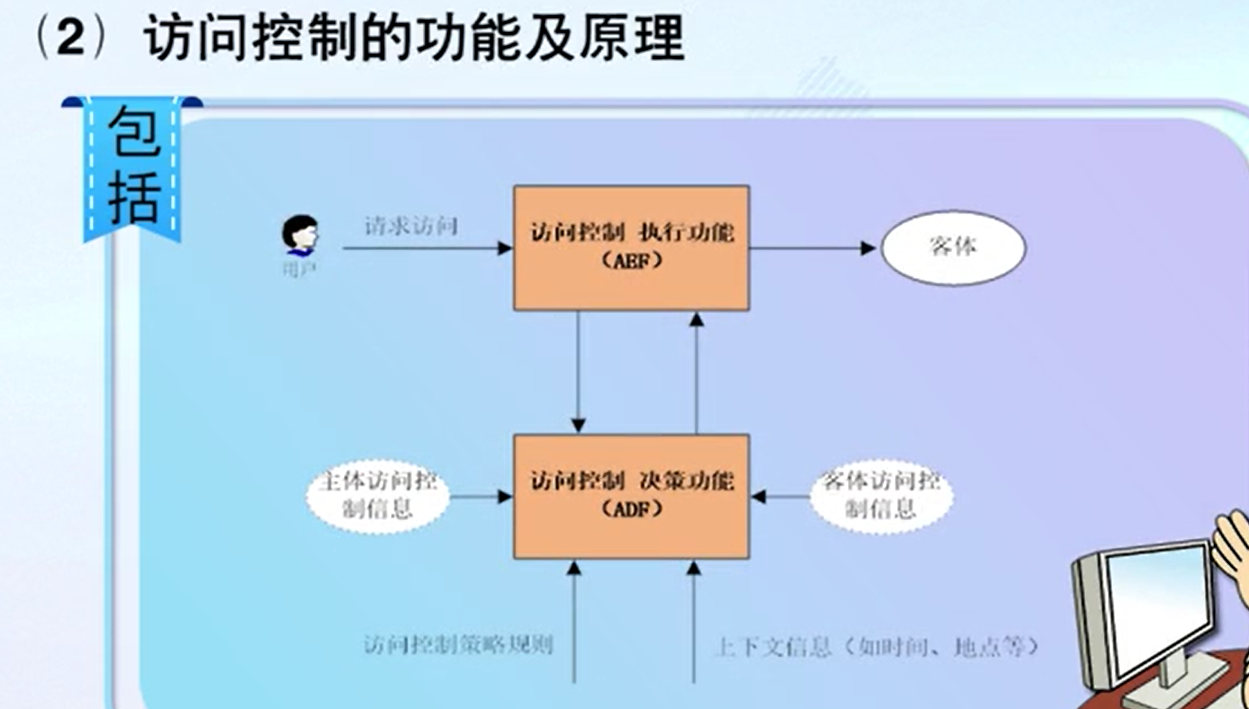 （2）访问控制的功能及原理
包
括
请求访问
用户
访问控制 执行功能
（AEF）
客体
主体访问控
制信息
访问控制 决策功能
（ADF）
客体访问控
制信息
访问控制策略规则
上下文信息（如时间、地点等）